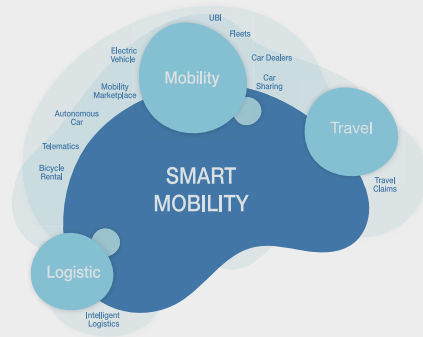 UBI
Fleets
Electric
Vehicle
Car Dealers
Mobility
Car
Sharing
Mobility
Marketplace
Autonomous
Car
Travel
Telematics
Bicycle
Rental
SMART
MOBILITY
Travel
Claims
Logistic
Intelligent
Logistics